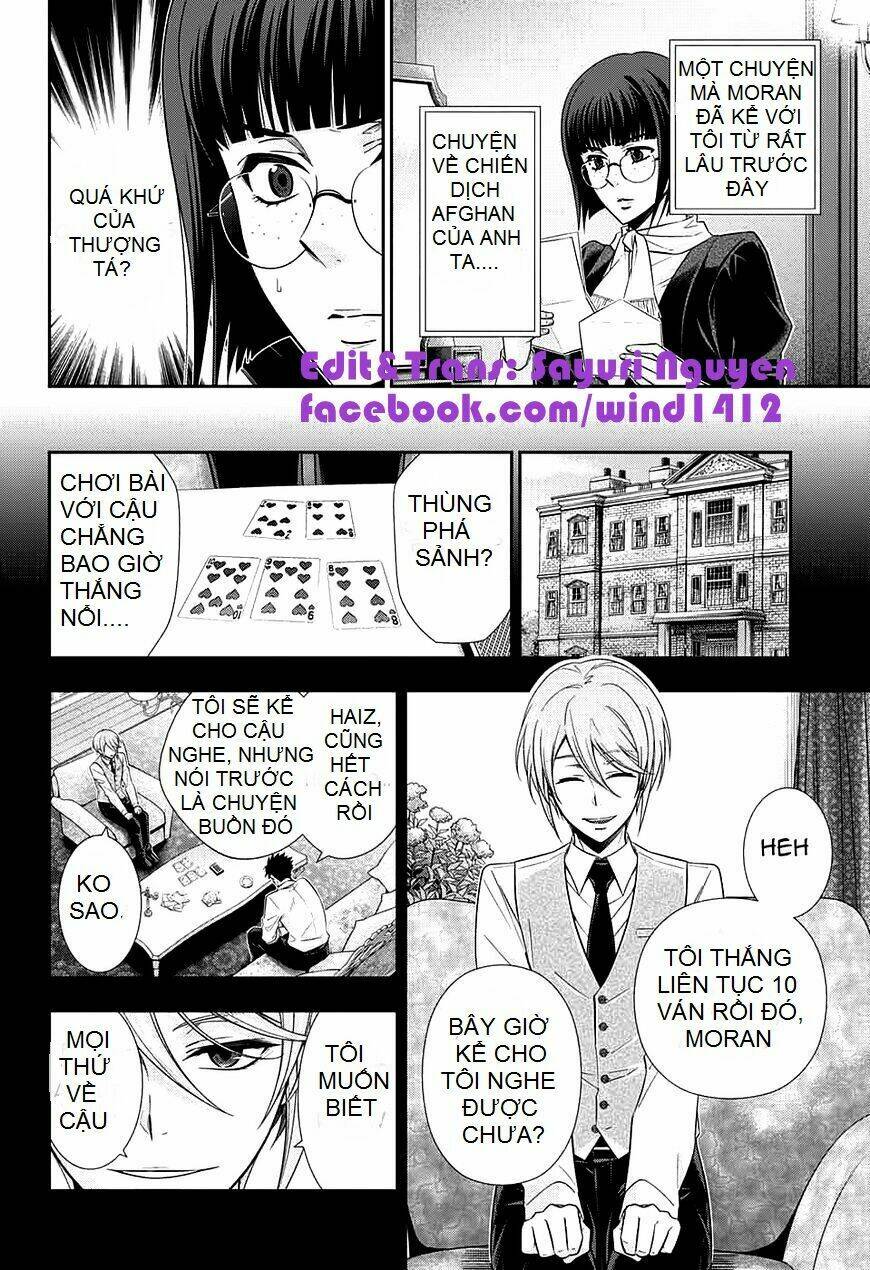 MỘT CHUYỆN
MÀ MORAN
ĐÃ KỂ VỚI
TÔI TỪ RẤT
LÂU TRƯỚC
ĐÂY
CHUYỆN
VỀ CHIẾN
DỊCH
AFGHAN
CỦA ANH
TA....
QUÁ KHỨ
CỦA
THƯỢNG
TÁ?
Edit&Trans: Sayuri Nguyen
facebook.com/wind1412
THÙNG
PHÁ
SẢNH?
CHƠI BÀI
VỚI CẬU
CHẲNG
BAO GIỜ
THẮNG
NỔI....
HEH
TÔI THẮNG
LIÊN TỤC 10
VÁN RỒI ĐÓ,
MORAN
BÂY GIỜ
KỂ CHO
TÔI NGHE
ĐƯỢC
CHƯA?
HAIZ,
CŨNG
HẾT
CÁCH
RỒI
TÔI SẼ KỂ
CHO CẬU
NGHE, NHƯNG
NÓI TRƯỚC
LÀ CHUYỆN
BUỒN ĐÓ
KO
SAO.
TÔI
MUỐN
BIẾT
MỌI
THỨ
VỀ
CẬU